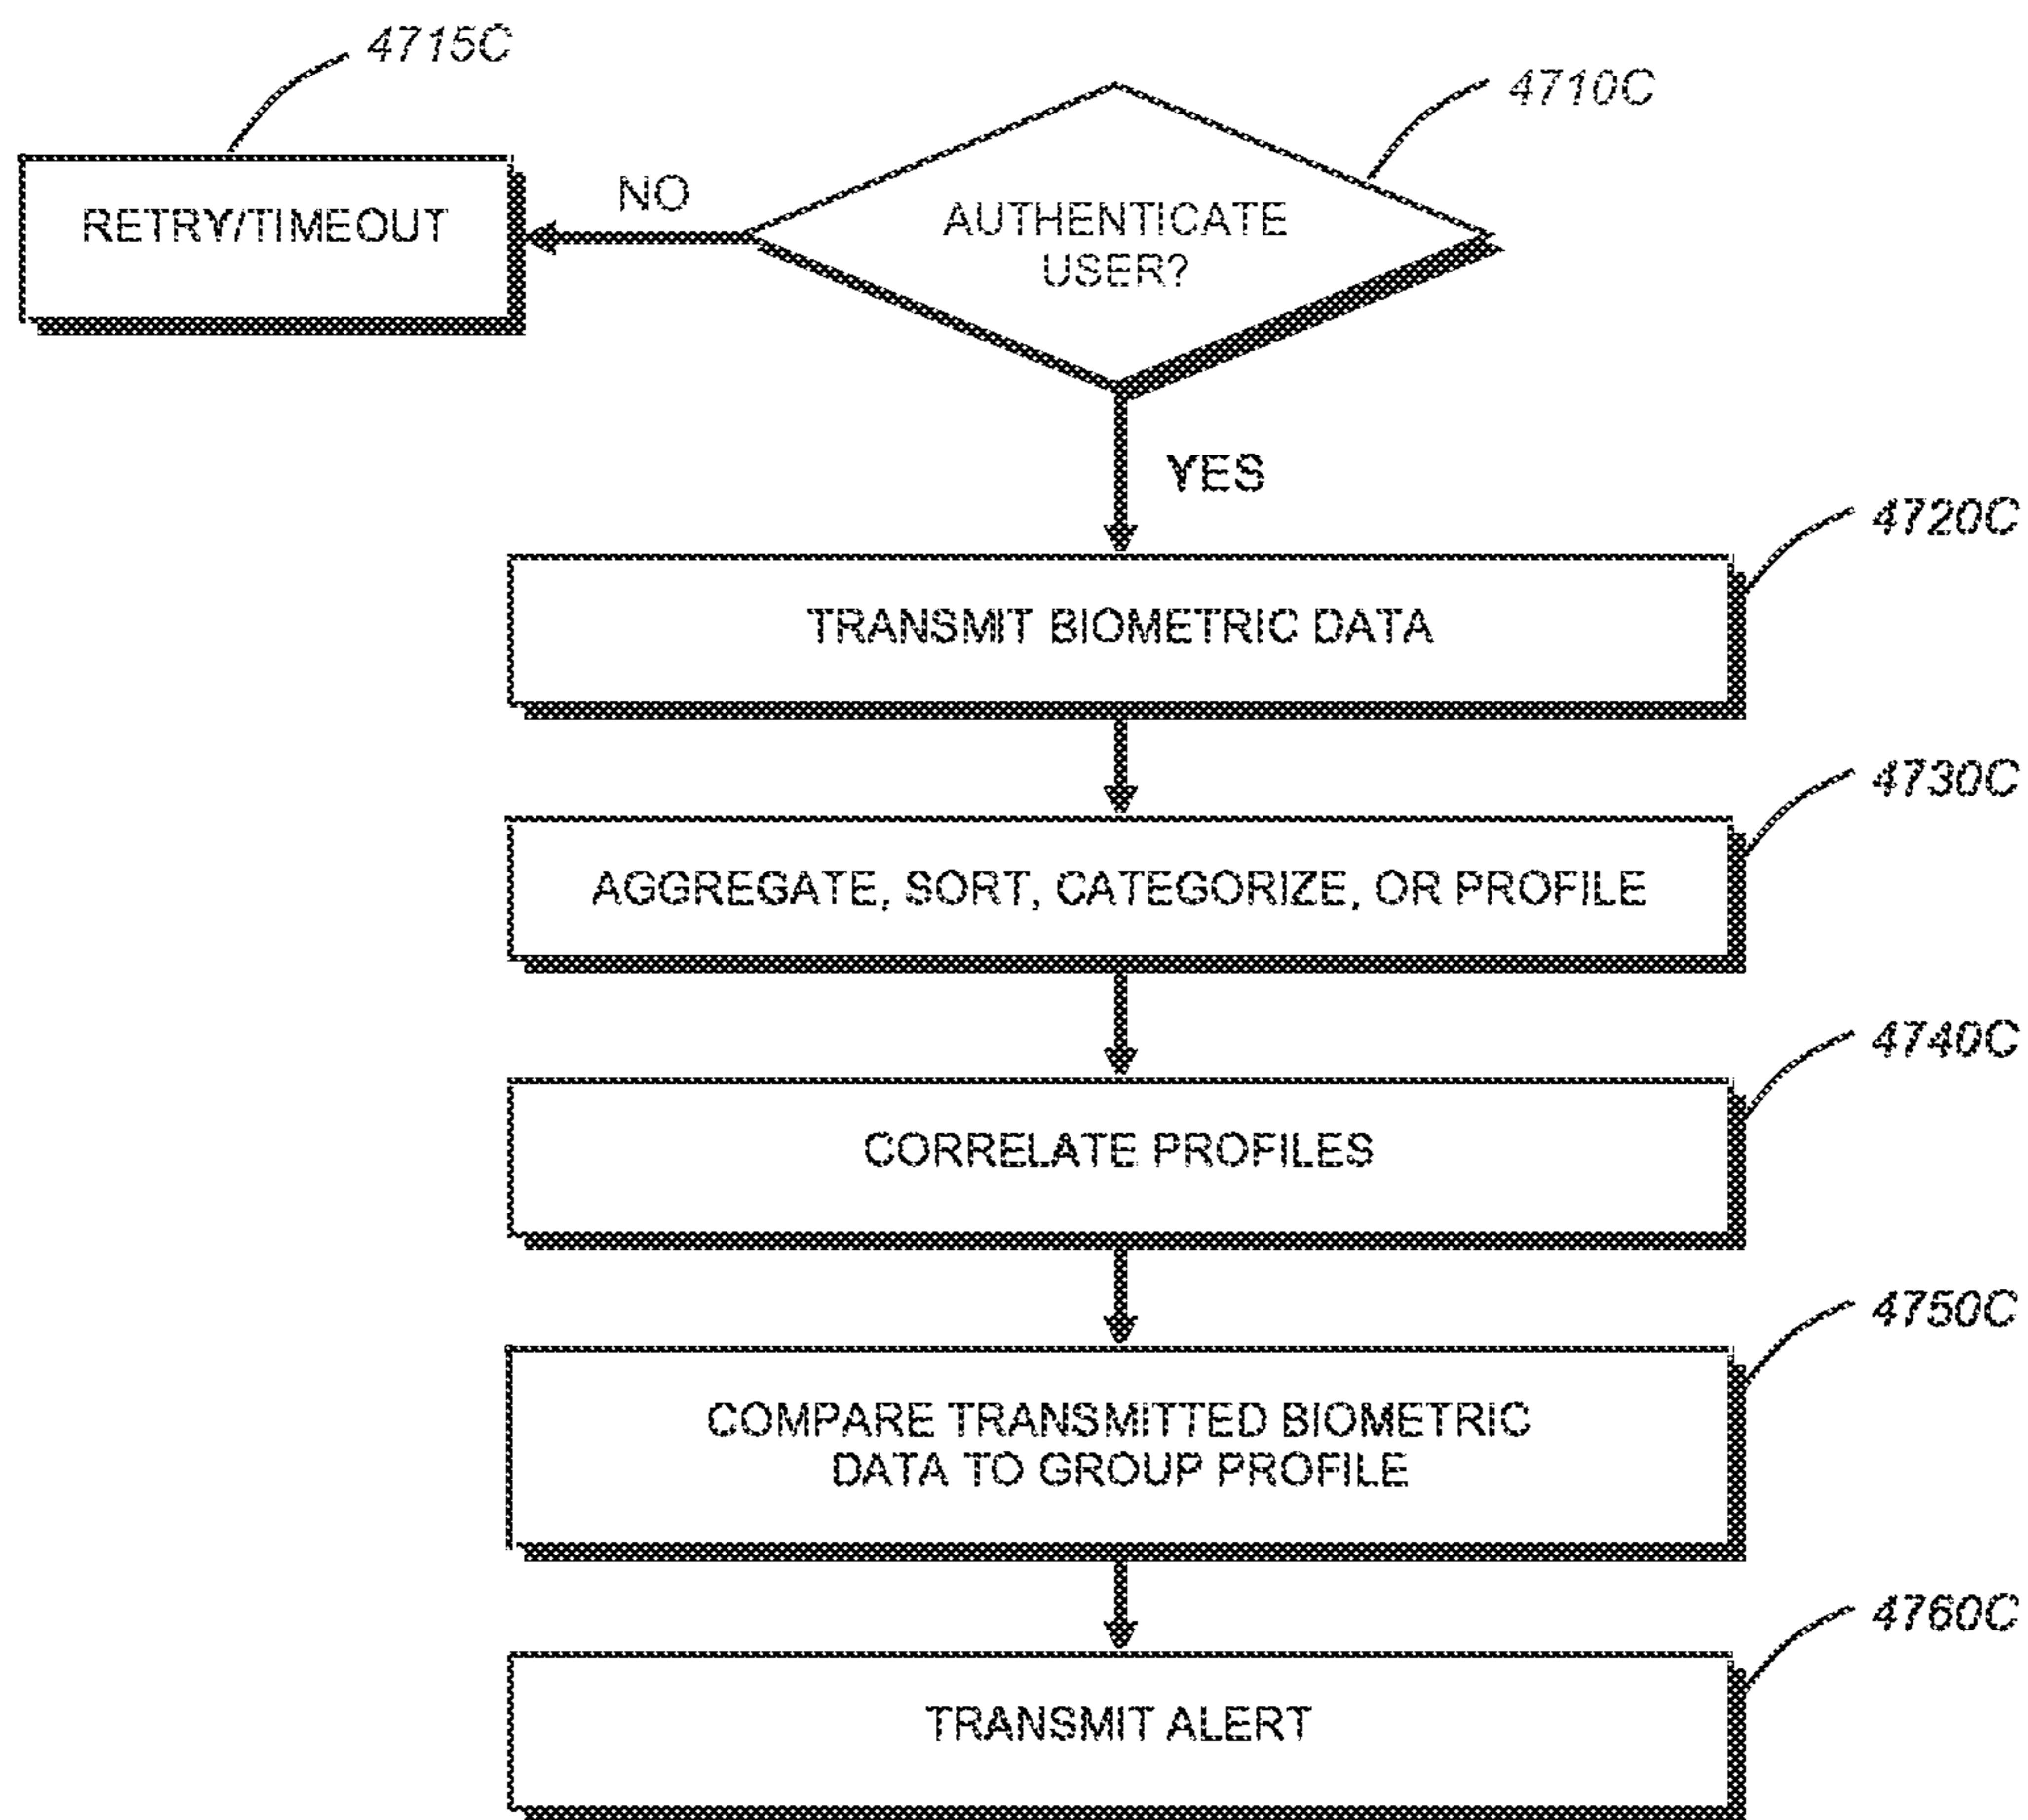 4715C
4710C
RETRY/TIMEOUT
NO
AUTHENTICATE
USER?
YES
4720C
TRANSMIT BIOMETRIC DATA
4730C
AGGREGATE, SORT, CATEGORIZE, OR PROFILE
4740C
CORRELATE PROFILES
4750C
COMPARE TRANSMITTED BIOMETRIC
DATA TO GROUP PROFILE
4760C
TRANSMIT ALERT